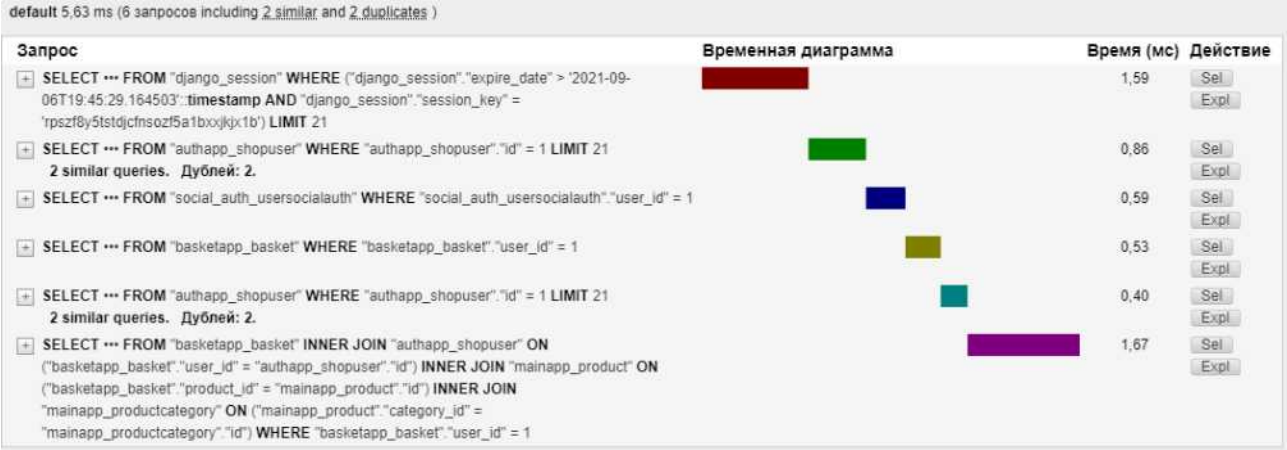 default 5,63 ms (6 запросов including 2 similar and 2 duplicates )
Запрос Временная диаграмма Время (мс) Действие
+ SELECT ••• FROM "django_session" WHERE ("django_session"."expire_date" > '2021-09- 1,59 Sel
06T19:45:29.164503'::timestamp AND "django_session"."session_key" = Expl
'rpszf8y5tstdjcfnsozf5a1bxxjkjx1b') LIMIT 21
+ SELECT ••• FROM "authapp_shopuser" WHERE "authapp_shopuser"."id" = 1 LIMIT 21 0,86 Sel
2 similar queries. Дублей: 2. Expl
+ SELECT ••• FROM "social_auth_usersocialauth" WHERE "social_auth_usersocialauth"."user_id" = 1 0,59 Sel
Expl
+ SELECT ••• FROM "basketapp_basket" WHERE "basketapp_basket"."user_id" = 1 0,53 Sel
Expl
+ SELECT ••• FROM "authapp_shopuser" WHERE "authapp_shopuser"."id" = 1 LIMIT 21 0,40 Sel
2 similar queries. Дублей: 2. Expl
+ SELECT ••• FROM "basketapp_basket" INNER JOIN "authapp_shopuser" ON 1,67 Sel
("basketapp_basket"."user_id" = "authapp_shopuser"."id") INNER JOIN "mainapp_product" ON Expl
("basketapp_basket"."product_id" = "mainapp_product"."id") INNER JOIN
"mainapp_productcategory" ON ("mainapp_product"."category_id" =
"mainapp_productcategory"."id") WHERE "basketapp_basket"."user_id" = 1